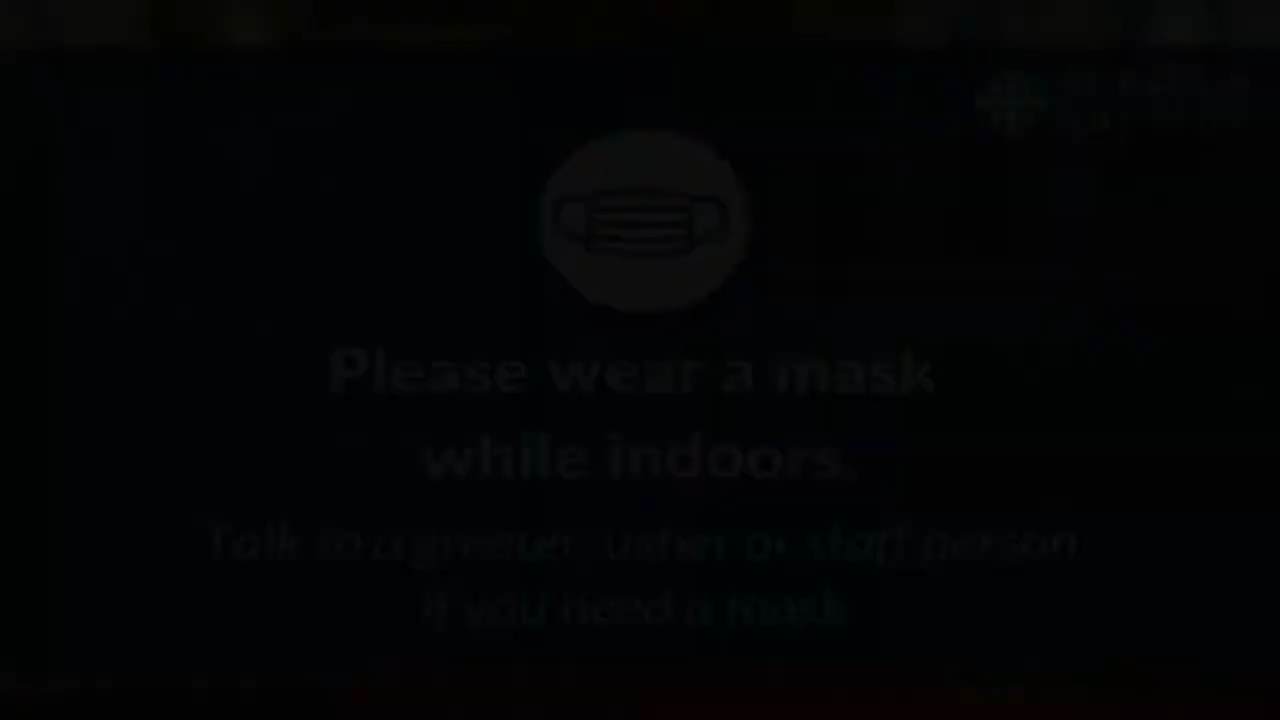 Please wear a mask
while indoors.
Talk to a greeter, usher or staff person
if you need a mask